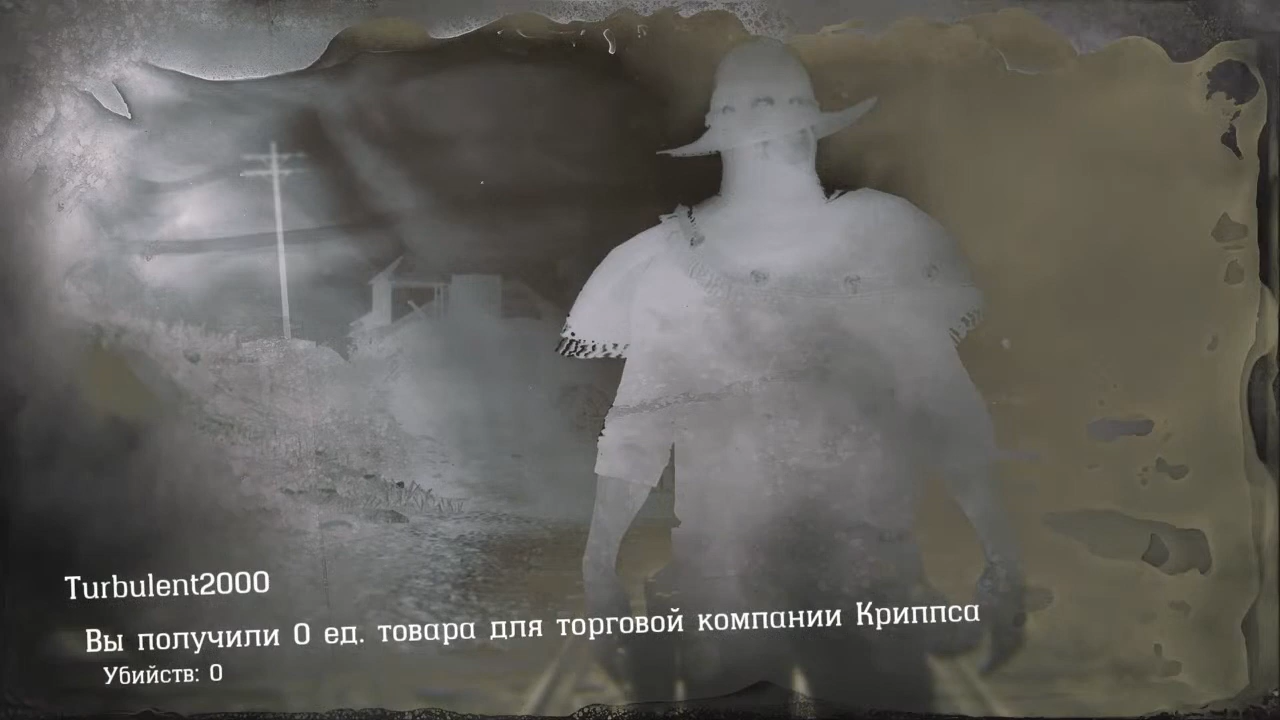 Turbulent2000
Вы получили 0 ед. товара для торговой компании Криппса
Убийств: 0